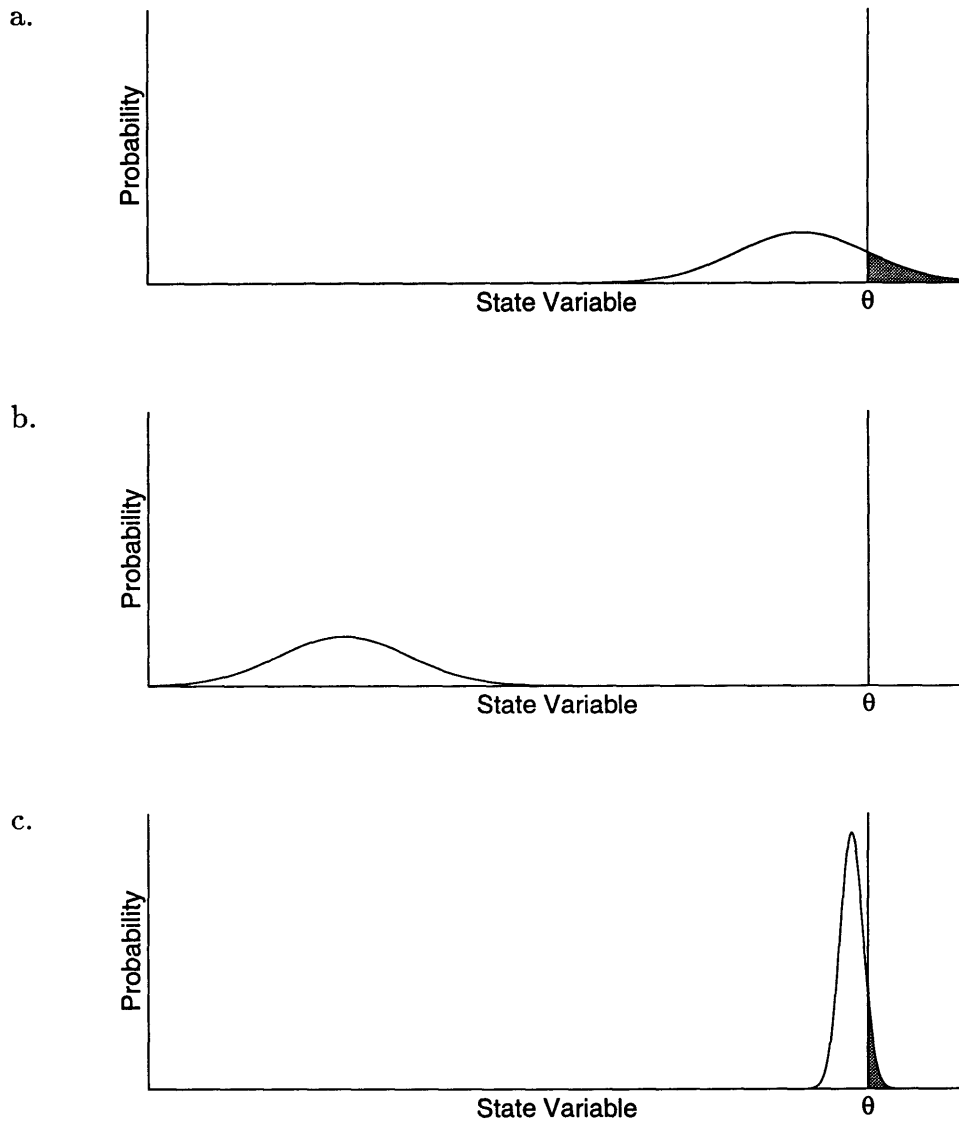 a.
Probability
State Variable
θ
b.
Probability
State Variable
θ
c.
Probability
State Variable
θ